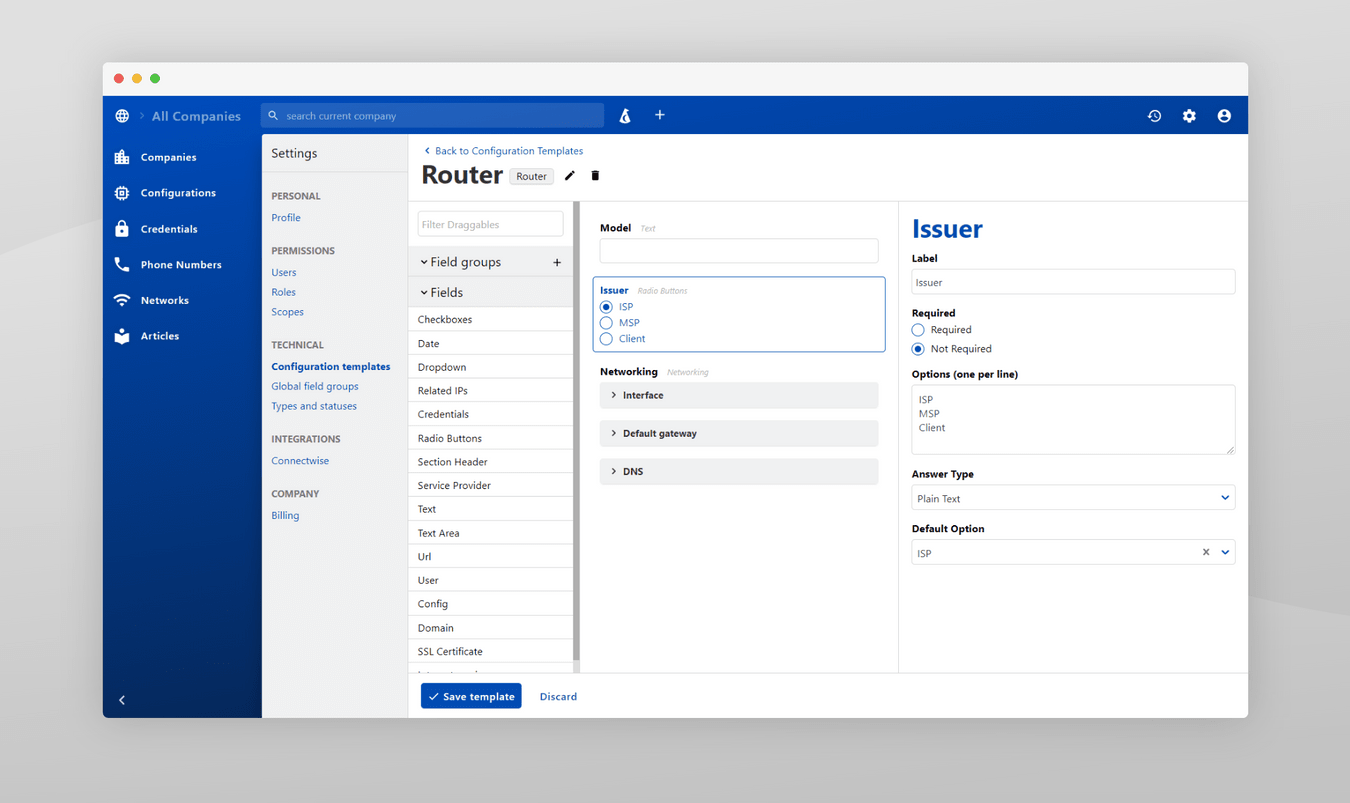 All Companies
search current company
Companies
Configurations
Credentials
Phone Numbers
Networks
Articles
Settings
PERSONAL
Profile
PERMISSIONS
Users
Roles
Scopes
TECHNICAL
Configuration templates
Global field groups
Types and statuses
INTEGRATIONS
Connectwise
COMPANY
Billing
Back to Configuration Templates
Router Router
Filter Draggables
Field groups
Fields
Checkboxes
Date
Dropdown
Related IPs
Credentials
Radio Buttons
Section Header
Service Provider
Text
Text Area
Url
User
Config
Domain
SSL Certificate
Model Text
Issuer Radio Buttons
ISP
MSP
Client
Networking Networking
Interface
Default gateway
DNS
Issuer
Label
Issuer
Required
Required
Not Required
Options (one per line)
ISP
MSP
Client
Answer Type
Plain Text
Default Option
ISP
Save template
Discard